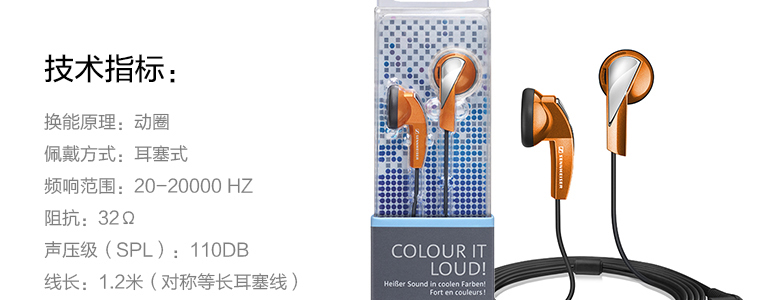 技术指标：
换能原理：动圈
佩戴方式：耳塞式
频响范围：20-20000 HZ
阻抗：32Ω
声压级（SPL）：110DB
线长：1.2米（对称等长耳塞线）
COLOUR IT
LOUD!
Heißer Sound in coolen Farben!
Fort en couleurs !
SENNHEISER
SENNHEISER